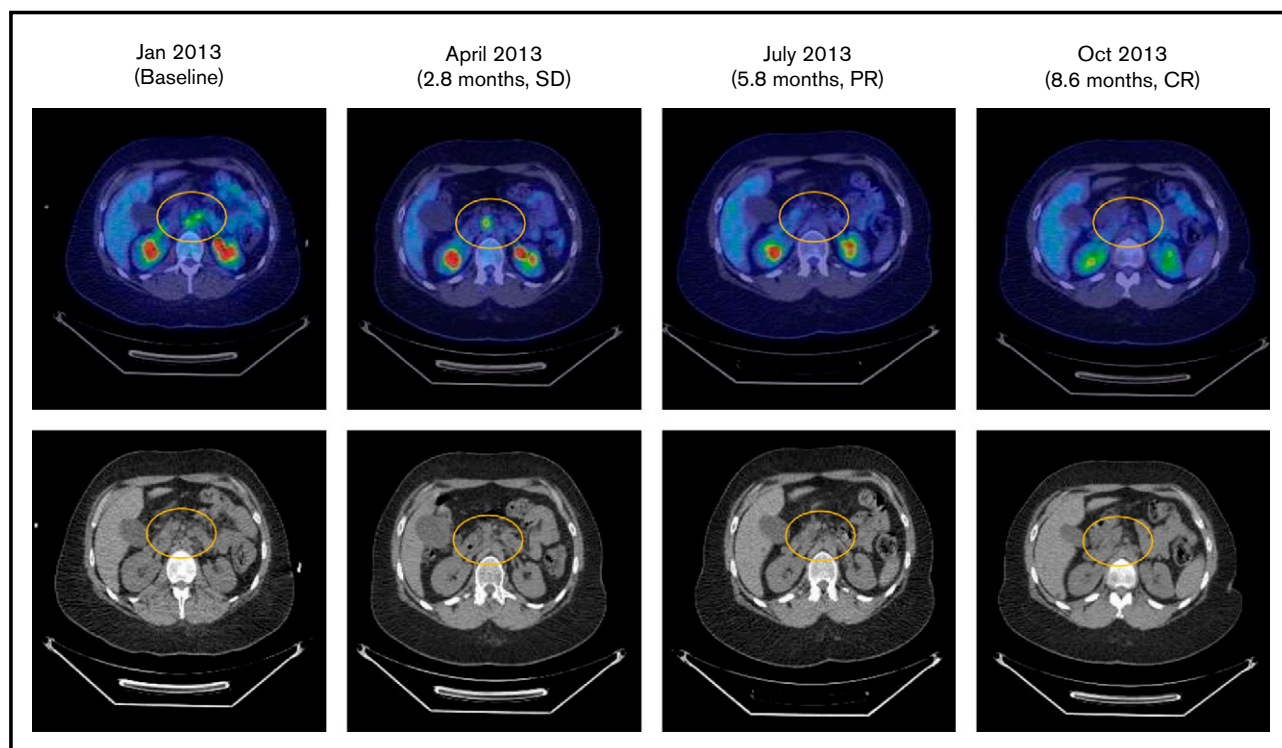 Jan 2013
(Baseline)
April 2013
(2.8 months, SD)
July 2013
(5.8 months, PR)
Oct 2013
(8.6 months, CR)